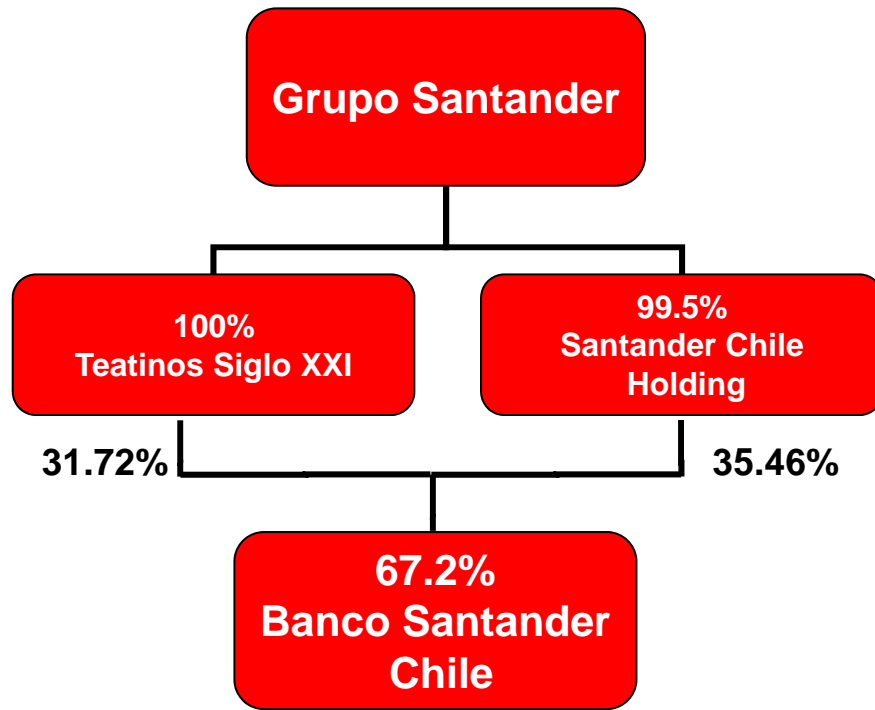 Grupo Santander
100%
Teatinos Siglo XXI
99.5%
Santander Chile
Holding
31.72%
35.46%
67.2%
Banco Santander
Chile